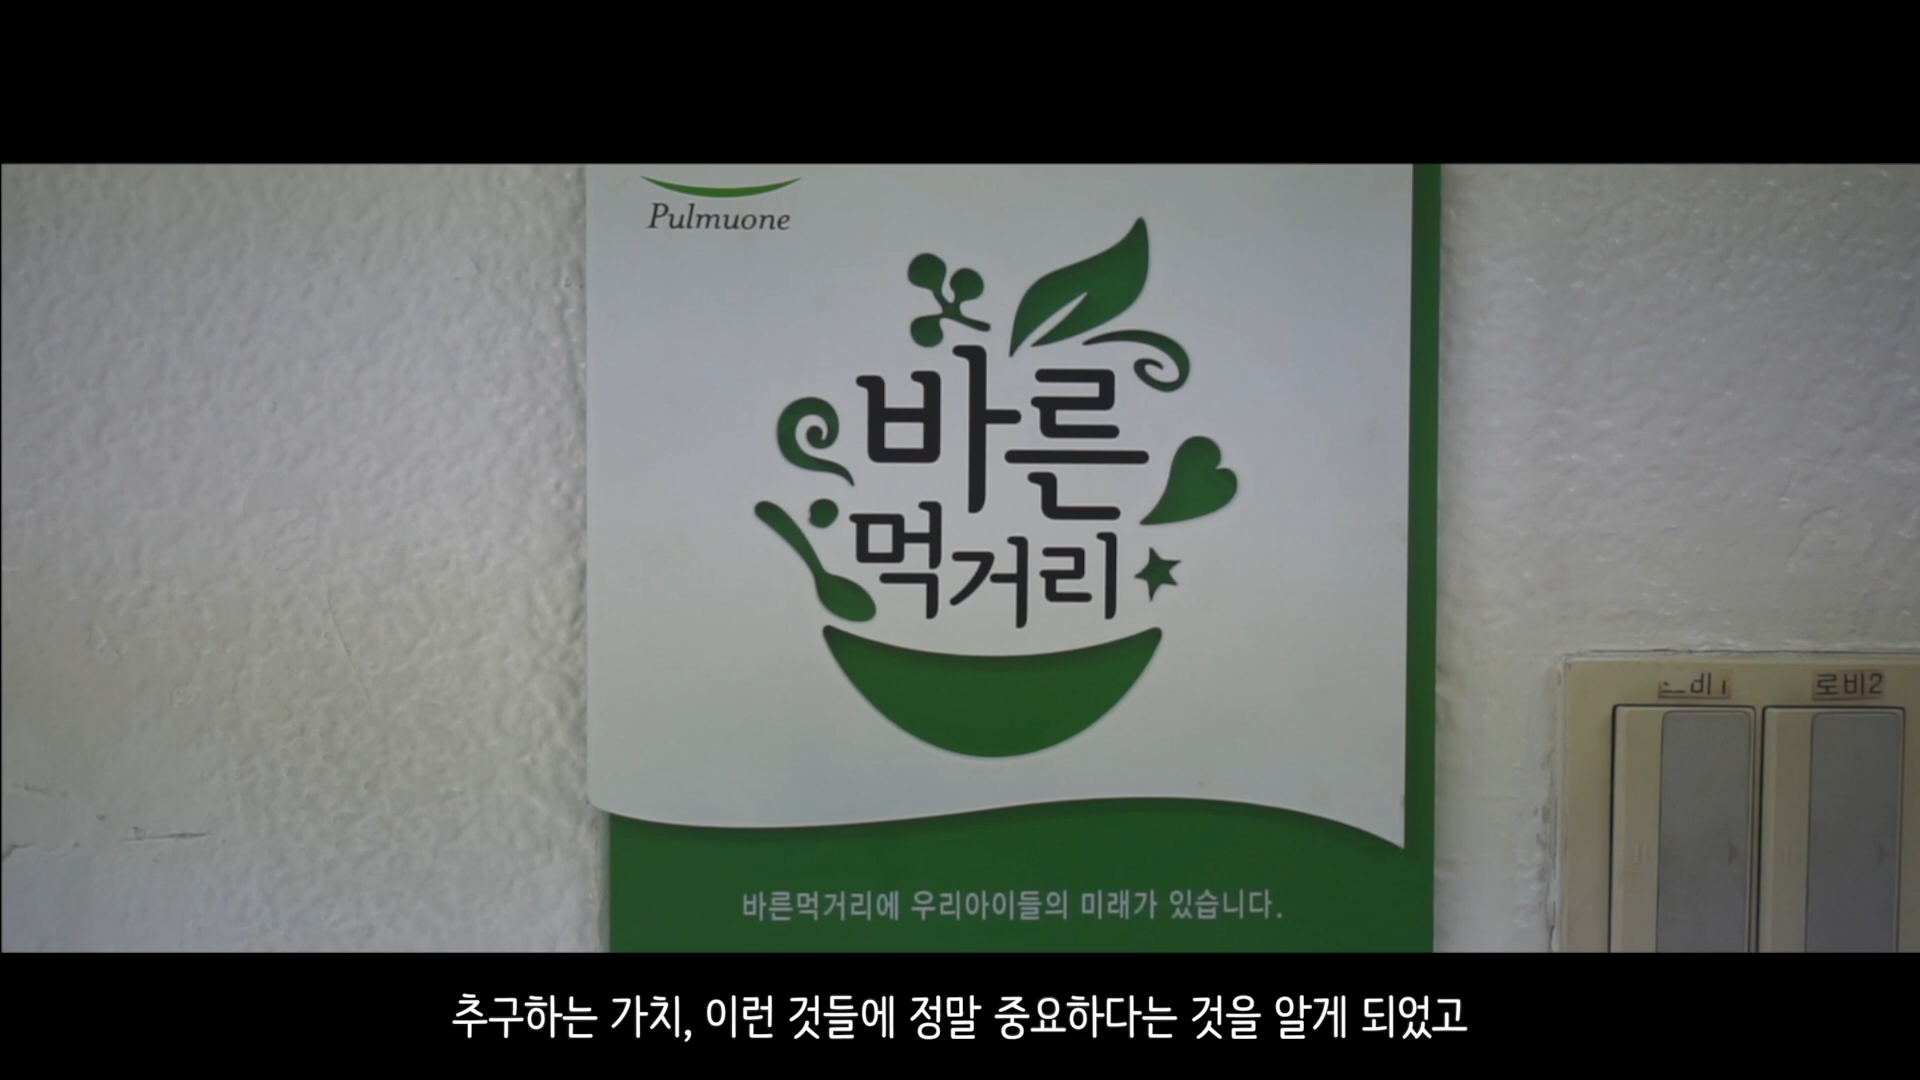 Pulmuone
바른
먹거리
로비2
바른먹거리에 우리아이들의 미래가 있습니다.
추구하는 가치, 이런 것들에 정말 중요하다는 것을 알게 되었고